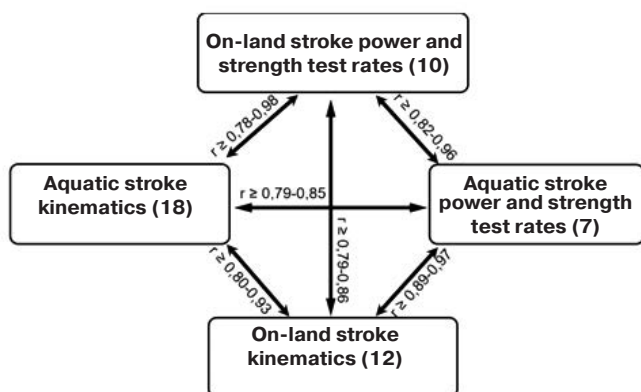 On-land stroke power and
strength test rates (10)
r ≥ 0,78-0,98
r ≥ 0,82-0,96
Aquatic stroke
kinematics (18)
r ≥ 0,79-0,85
r ≥ 0,79-0,86
Aquatic stroke
power and strength
test rates (7)
r ≥ 0,80-0,93
r ≥ 0,89-0,97
On-land stroke
kinematics (12)